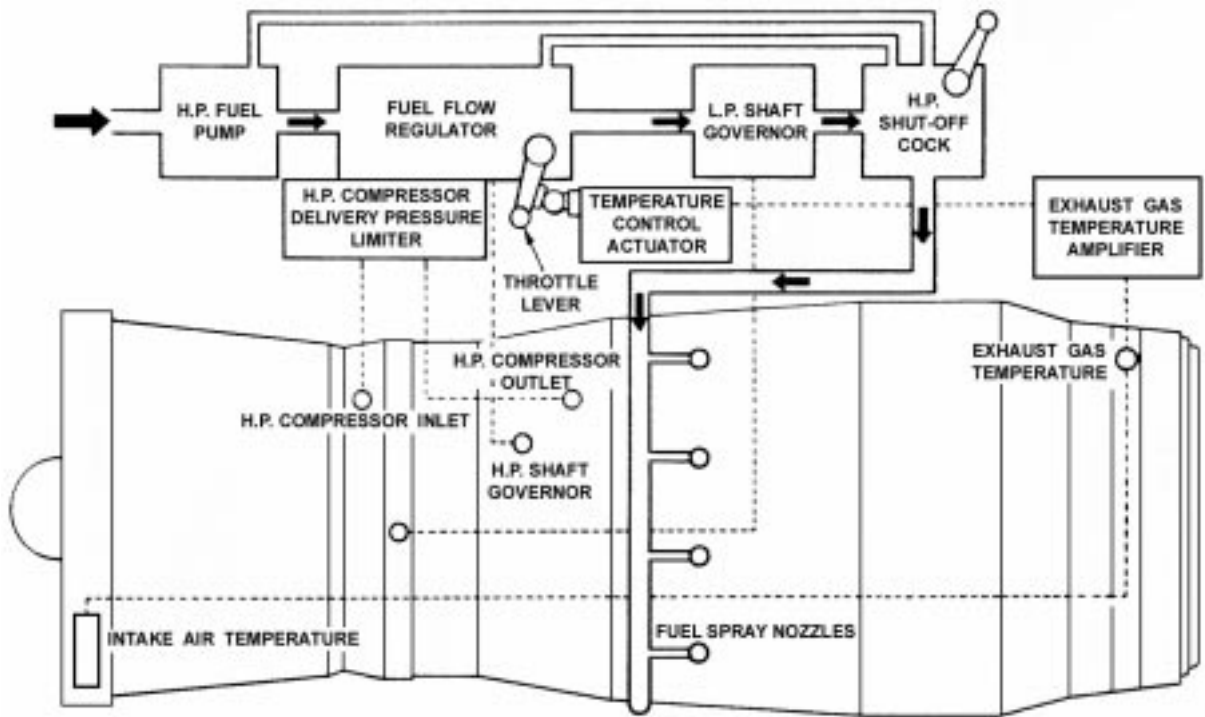 H.P. FUEL
PUMP
FUEL FLOW
REGULATOR
L.P. SHAFT
GOVERNOR
H.P.
SHUT-OFF
COCK
H.P. COMPRESSOR
DELIVERY PRESSURE
LIMITER
TEMPERATURE
CONTROL
ACTUATOR
EXHAUST GAS
TEMPERATURE
AMPLIFIER
THROTTLE
LEVER
H.P. COMPRESSOR
OUTLET
EXHAUST GAS
TEMPERATURE
H.P. COMPRESSOR INLET
H.P. SHAFT
GOVERNOR
INTAKE AIR TEMPERATURE
FUEL SPRAY NOZZLES